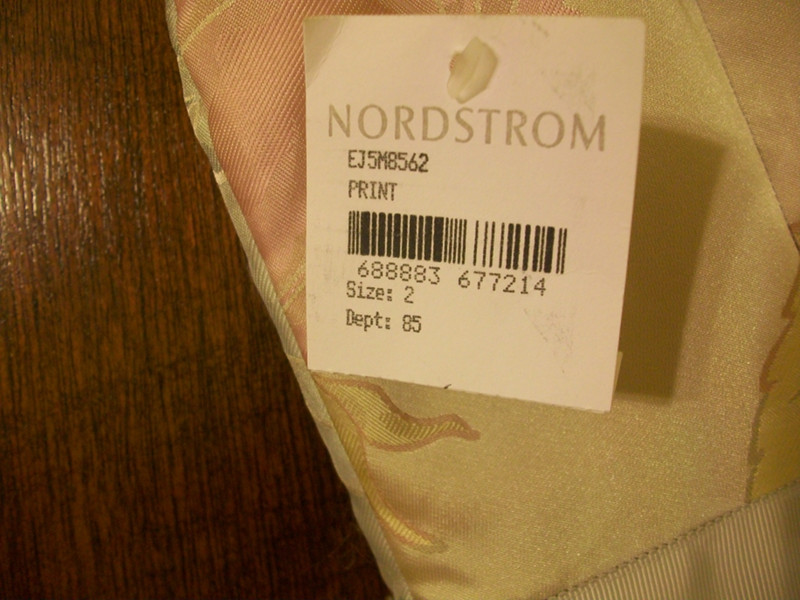 NORDSTROM
EJ5M8562
PRINT
688883 677214
Size: 2
Dept: 85